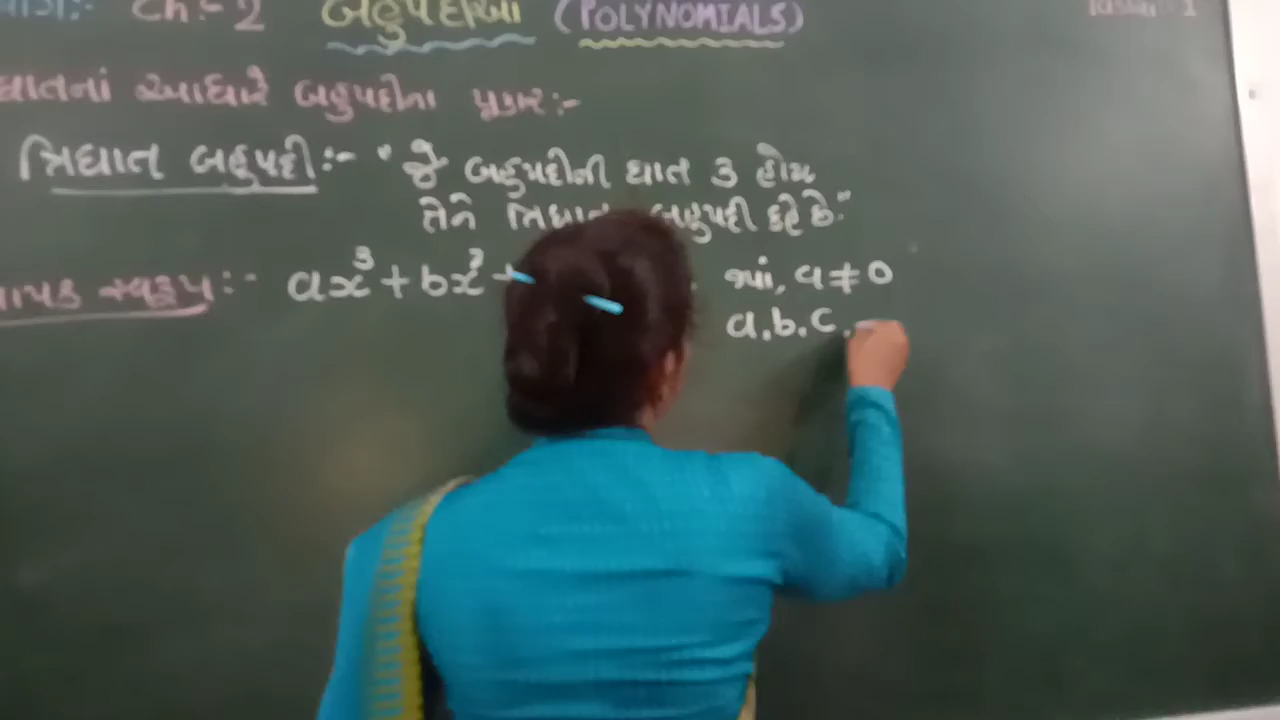 Ch:- 2 બહુપદીઓ (POLYNOMIALS)
ઘાતનાં આધારે બહુપદીના પ્રકાર:-
ત્રિઘાત બહુપદી:- "જે બહુપદીની ઘાત 3 હોય
તેને ત્રિઘાત બહુપદી કહે છે."
સ્વરૂપ:- ax³+bx²+ જ્યાં, a≠0
a,b,c,